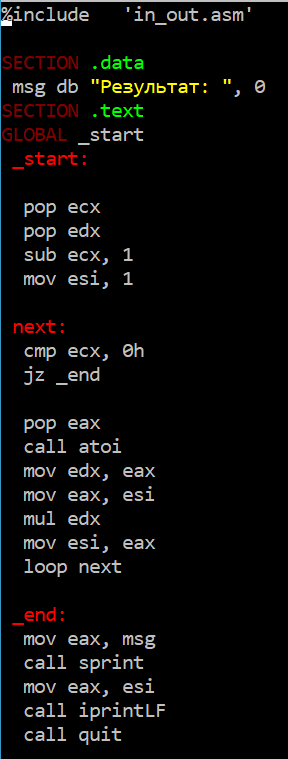 %include   'in_out.asm'
SECTION .data
msg db "Результат: ", 0
SECTION .text
GLOBAL _start
_start:
pop ecx
pop edx
sub ecx, 1
mov esi, 1
next:
cmp ecx, 0h
jz _end
pop eax
call atoi
mov edx, eax
mov eax, esi
mul edx
mov esi, eax
loop next
_end:
mov eax, msg
call sprint
mov eax, esi
call iprintLF
call quit